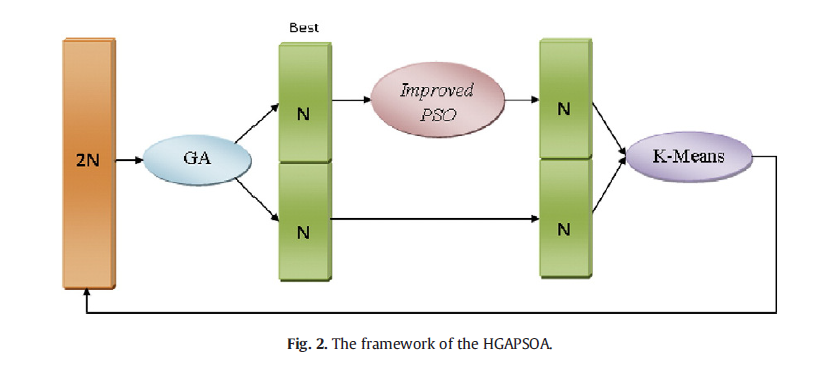 Best
2N
GA
N
Improved
PSO
N
K-Means
N
N
Fig. 2. The framework of the HGAPSOA.